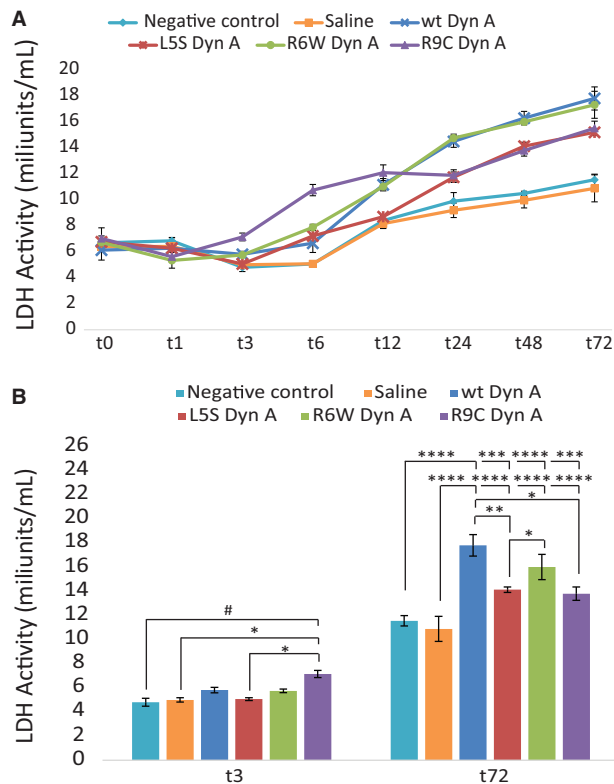 A
Negative control Saline wt Dyn A
L5S Dyn A R6W Dyn A R9C Dyn A
LDH Activity (miliunits/mL)
20
18
16
14
12
10
8
6
4
2
0
t0 t1 t3 t6 t12 t24 t48 t72
B
Negative control Saline wt Dyn A
L5S Dyn A R6W Dyn A R9C Dyn A
LDH Activity (miliunits/mL)
26
24
22
20
18
16
14
12
10
8
6
4
2
0
**** *** **** ***
**** **** **** ****
*
**
*
#
*
*
t3 t72